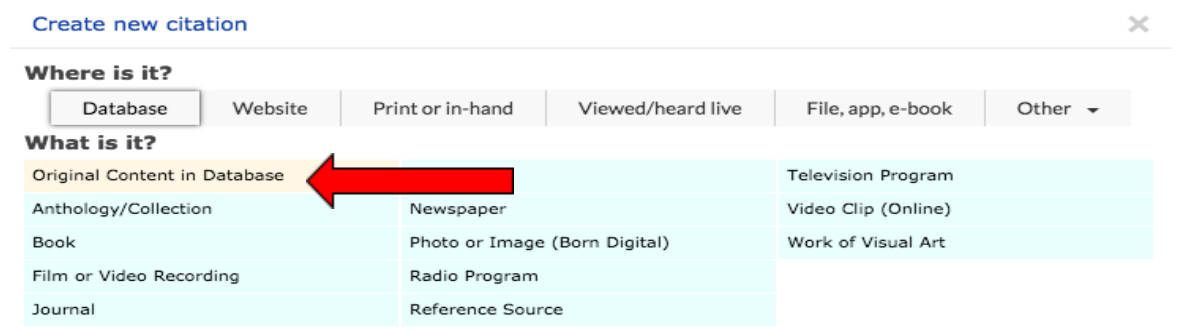 Create new citation
Where is it?
Database Website Print or in-hand Viewed/heard live File, app, e-book Other
What is it?
Original Content in Database Television Program
Anthology/Collection Newspaper Video Clip (Online)
Book Photo or Image (Born Digital) Work of Visual Art
Film or Video Recording Radio Program
Journal Reference Source